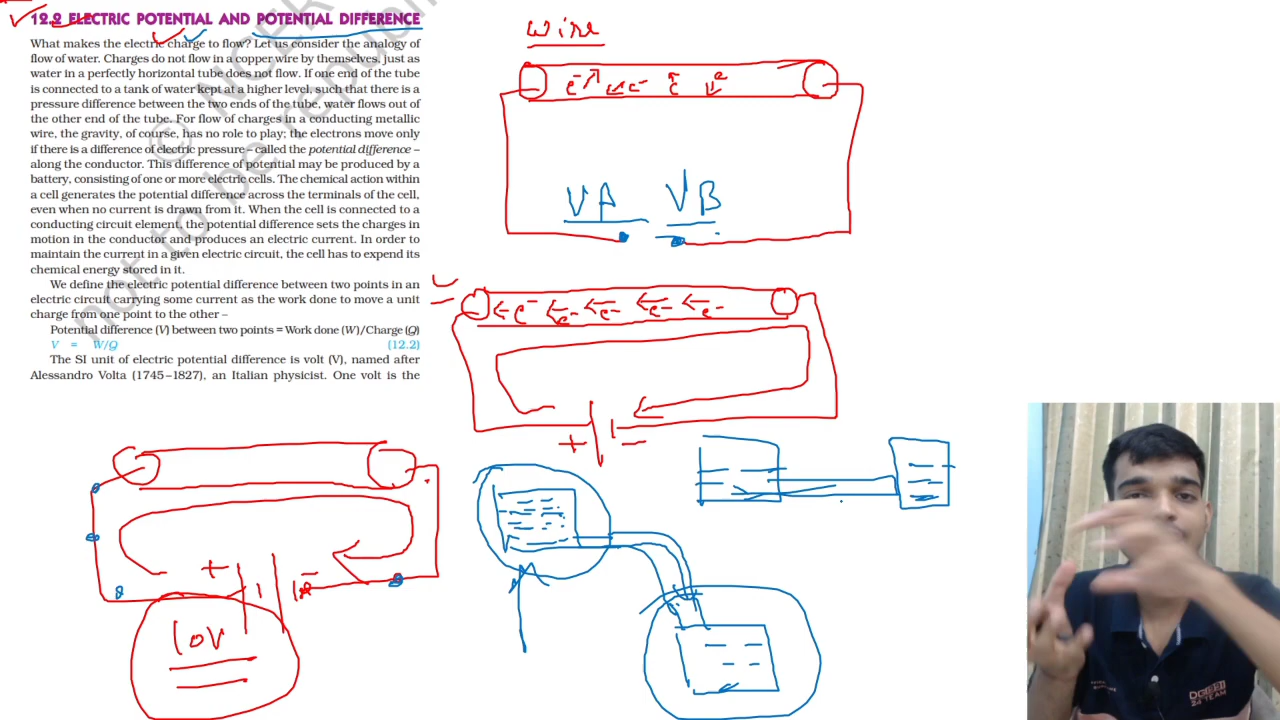 12.2 ELECTRIC POTENTIAL AND POTENTIAL DIFFERENCE
What makes the electric charge to flow? Let us consider the analogy of
flow of water. Charges do not flow in a copper wire by themselves, just as
water in a perfectly horizontal tube does not flow. If one end of the tube
is connected to a tank of water kept at a higher level, such that there is a
pressure difference between the two ends of the tube, water flows out of
the other end of the tube. For flow of charges in a conducting metallic
wire, the gravity, of course, has no role to play; the electrons move only
if there is a difference of electric pressure – called the potential difference –
along the conductor. This difference of potential may be produced by a
battery, consisting of one or more electric cells. The chemical action within
a cell generates the potential difference across the terminals of the cell,
even when no current is drawn from it. When the cell is connected to a
conducting circuit element, the potential difference sets the charges in
motion in the conductor and produces an electric current. In order to
maintain the current in a given electric circuit, the cell has to expend its
chemical energy stored in it.
We define the electric potential difference between two points in an
electric circuit carrying some current as the work done to move a unit
charge from one point to the other –
Potential difference (V) between two points = Work done (W)/Charge (Q)
V = W/Q (12.2)
The SI unit of electric potential difference is volt (V), named after
Alessandro Volta (1745–1827), an Italian physicist. One volt is the
© NCER
not to be republi
Wire
e- e- e e
VA VB
e- e- e- e- e-
+ −
+ −
10V